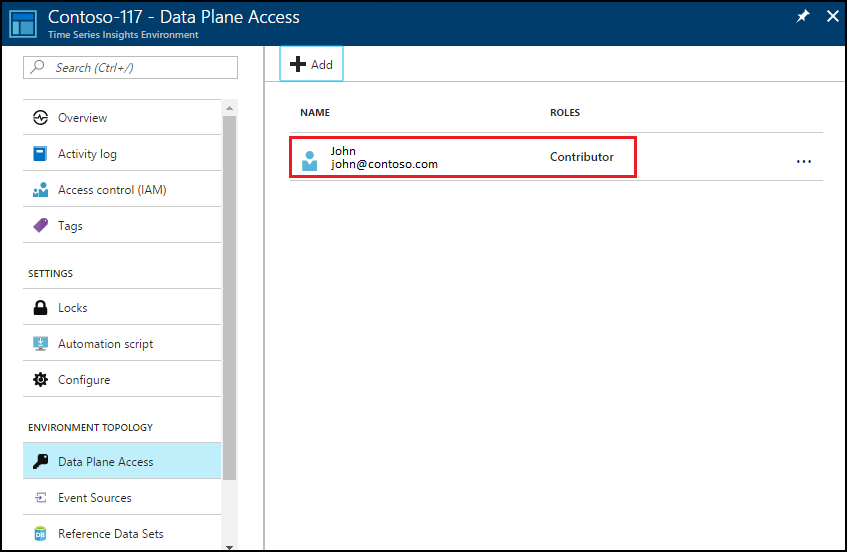 Contoso-117 - Data Plane Access
Time Series Insights Environment
Search (Ctrl+/)
Overview
Activity log
Access control (IAM)
Tags
SETTINGS
Locks
Automation script
Configure
ENVIRONMENT TOPOLOGY
Data Plane Access
Event Sources
DB
Reference Data Sets
Add
NAME ROLES
John
john@contoso.com
Contributor
...